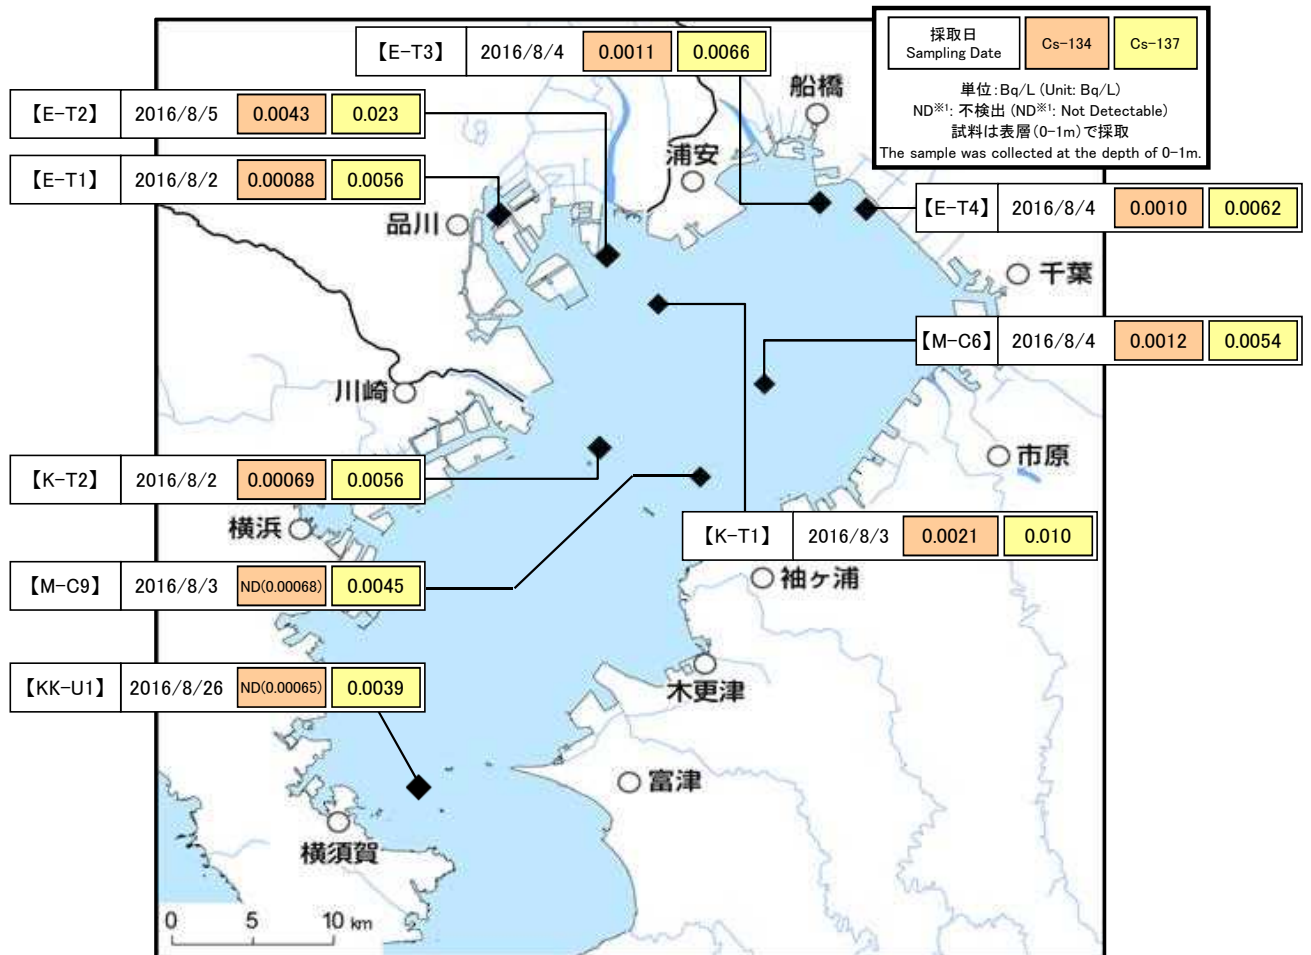 【E-T3】 2016/8/4 0.0011 0.0066
採取日
Sampling Date
Cs-134 Cs-137
単位:Bq/L (Unit: Bq/L)
ND※1: 不検出 (ND※1: Not Detectable)
試料は表層(0-1m)で採取
The sample was collected at the depth of 0-1m.
船橋
【E-T2】 2016/8/5 0.0043 0.023
浦安
【E-T1】 2016/8/2 0.00088 0.0056
品川
【E-T4】 2016/8/4 0.0010 0.0062
千葉
【M-C6】 2016/8/4 0.0012 0.0054
川崎
市原
【K-T2】 2016/8/2 0.00069 0.0056
横浜
【K-T1】 2016/8/3 0.0021 0.010
【M-C9】 2016/8/3 ND(0.00068) 0.0045
袖ヶ浦
【KK-U1】 2016/8/26 ND(0.00065) 0.0039
木更津
富津
横須賀
0 5 10 km